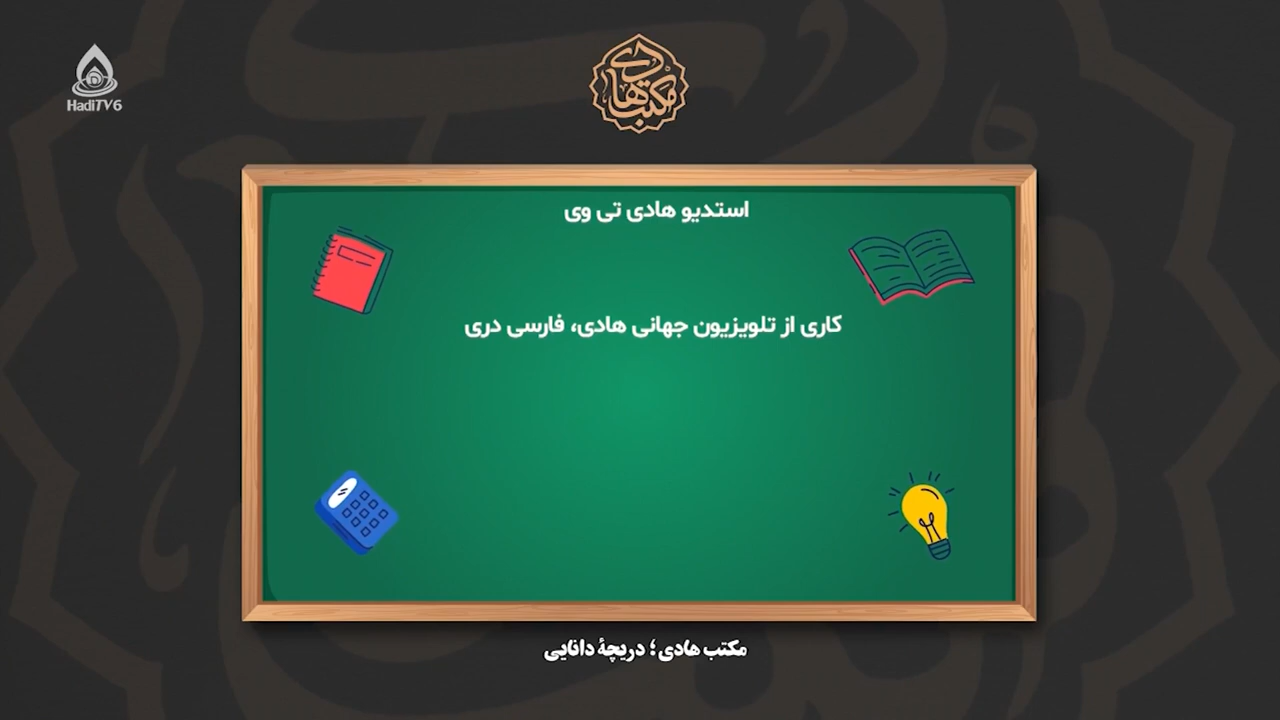 HadiTV6
مکتب هادی
استدیو هادی تی وی
کاری از تلویزیون جهانی هادی، فارسی دری
مکتب هادی؛ دریچهٔ دانایی